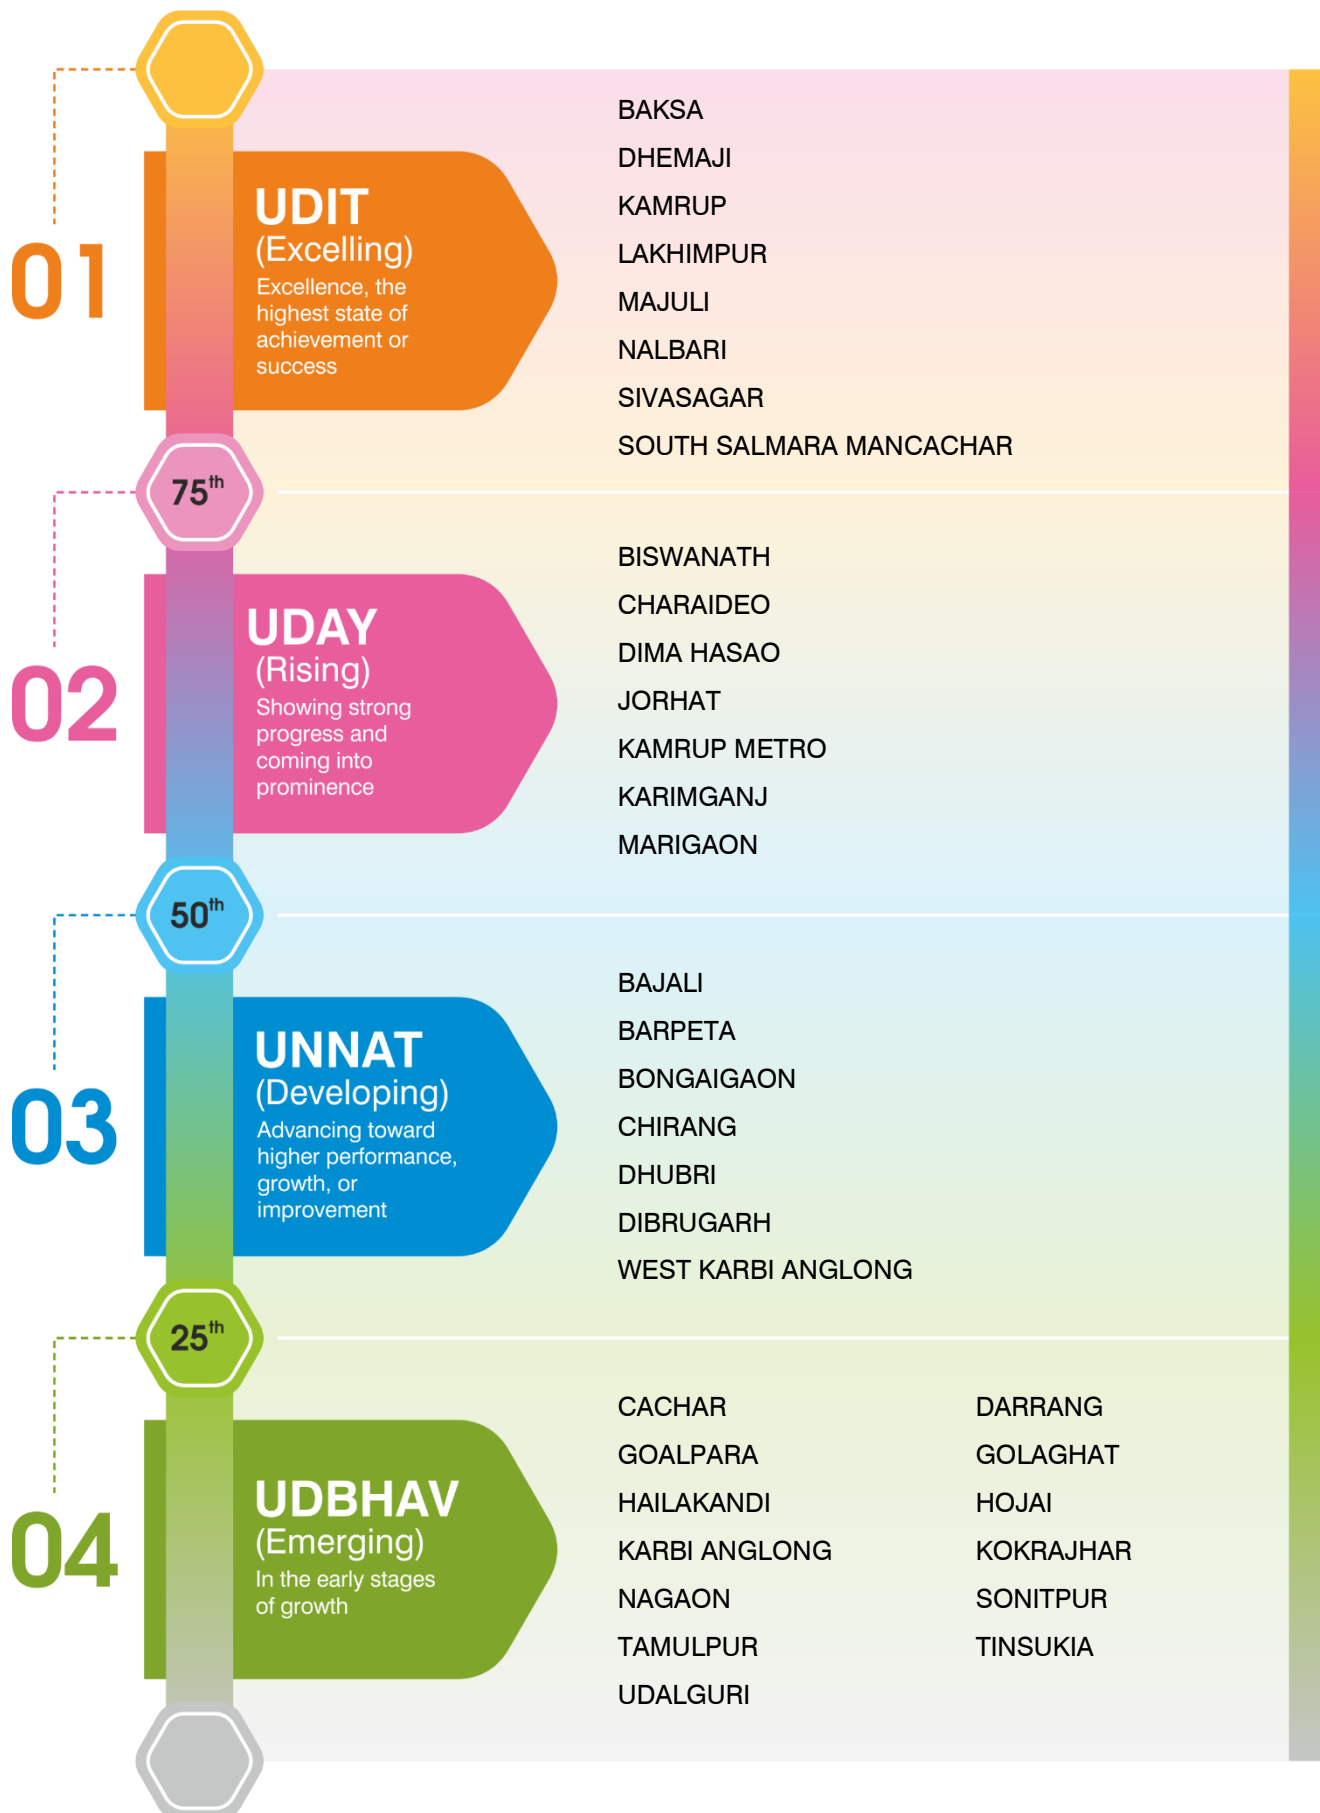 01
UDIT
(Excelling)
Excellence, the
highest state of
achievement or
success
BAKSA
DHEMAJI
KAMRUP
LAKHIMPUR
MAJULI
NALBARI
SIVASAGAR
SOUTH SALMARA MANCACHAR
75th
02
UDAY
(Rising)
Showing strong
progress and
coming into
prominence
BISWANATH
CHARAIDEO
DIMA HASAO
JORHAT
KAMRUP METRO
KARIMGANJ
MARIGAON
50th
03
UNNAT
(Developing)
Advancing toward
higher performance,
growth, or
improvement
BAJALI
BARPETA
BONGAIGAON
CHIRANG
DHUBRI
DIBRUGARH
WEST KARBI ANGLONG
25th
04
UDBHAV
(Emerging)
In the early stages
of growth
CACHAR
GOALPARA
HAILAKANDI
KARBI ANGLONG
NAGAON
TAMULPUR
UDALGURI
DARRANG
GOLAGHAT
HOJAI
KOKRAJHAR
SONITPUR
TINSUKIA